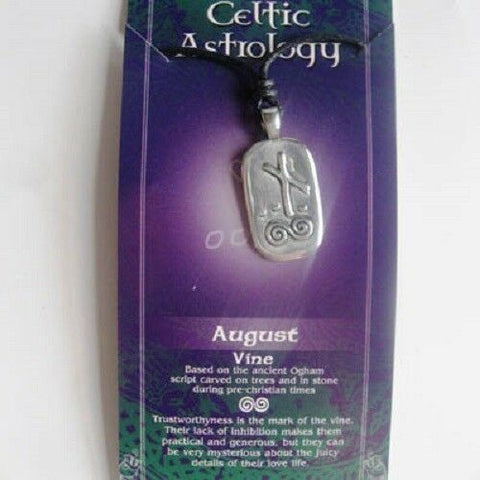 Celtic
Astrology
August
Vine
Based on the ancient Ogham
script carved on trees and in stone
during pre-christian times
Trustworthyness is the mark of the vine.
Their lack of inhibition makes them
practical and generous, but they can
be very mysterious about the juicy
details of their love life.